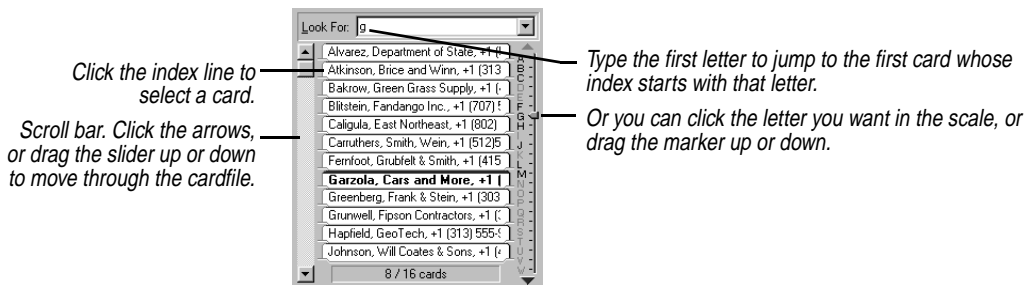 Look For: g
Alvarez, Department of State, +1 (
Atkinson, Brice and Winn, +1 (313
Bakrow, Green Grass Supply, +1 (
Blitstein, Fandango Inc., +1 (707)
Caligula, East Northeast, +1 (802)
Carruthers, Smith, Wein, +1 (512)5
Fernfoot, Grubfelt & Smith, +1 (415
Garzola, Cars and More, +1 (
Greenberg, Frank & Stein, +1 (303
Grunwell, Fipson Contractors, +1 (
Hapfield, GeoTech, +1 (313) 555-
Johnson, Will Coates & Sons, +1 (
8 / 16 cards
A
B
C
D
E
F
G
H
I
J
K
L
M
N
O
P
Q
R
S
T
U
V
W
Click the index line to
select a card.
Scroll bar. Click the arrows,
or drag the slider up or down
to move through the cardfile.
Type the first letter to jump to the first card whose
index starts with that letter.
Or you can click the letter you want in the scale, or
drag the marker up or down.